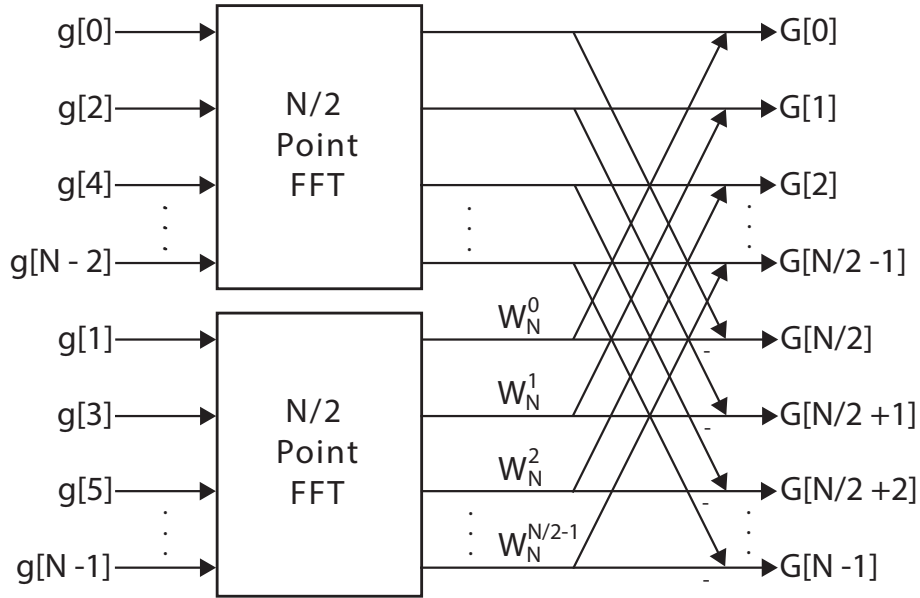 g[0]
g[2]
g[4]
g[N - 2]
N/2
Point
FFT
G[0]
G[1]
G[2]
G[N/2 -1]
g[1]
g[3]
g[5]
g[N -1]
N/2
Point
FFT
W_N^0
W_N^1
W_N^2
W_N^{N/2-1}
-
-
-
-
G[N/2]
G[N/2 +1]
G[N/2 +2]
G[N -1]